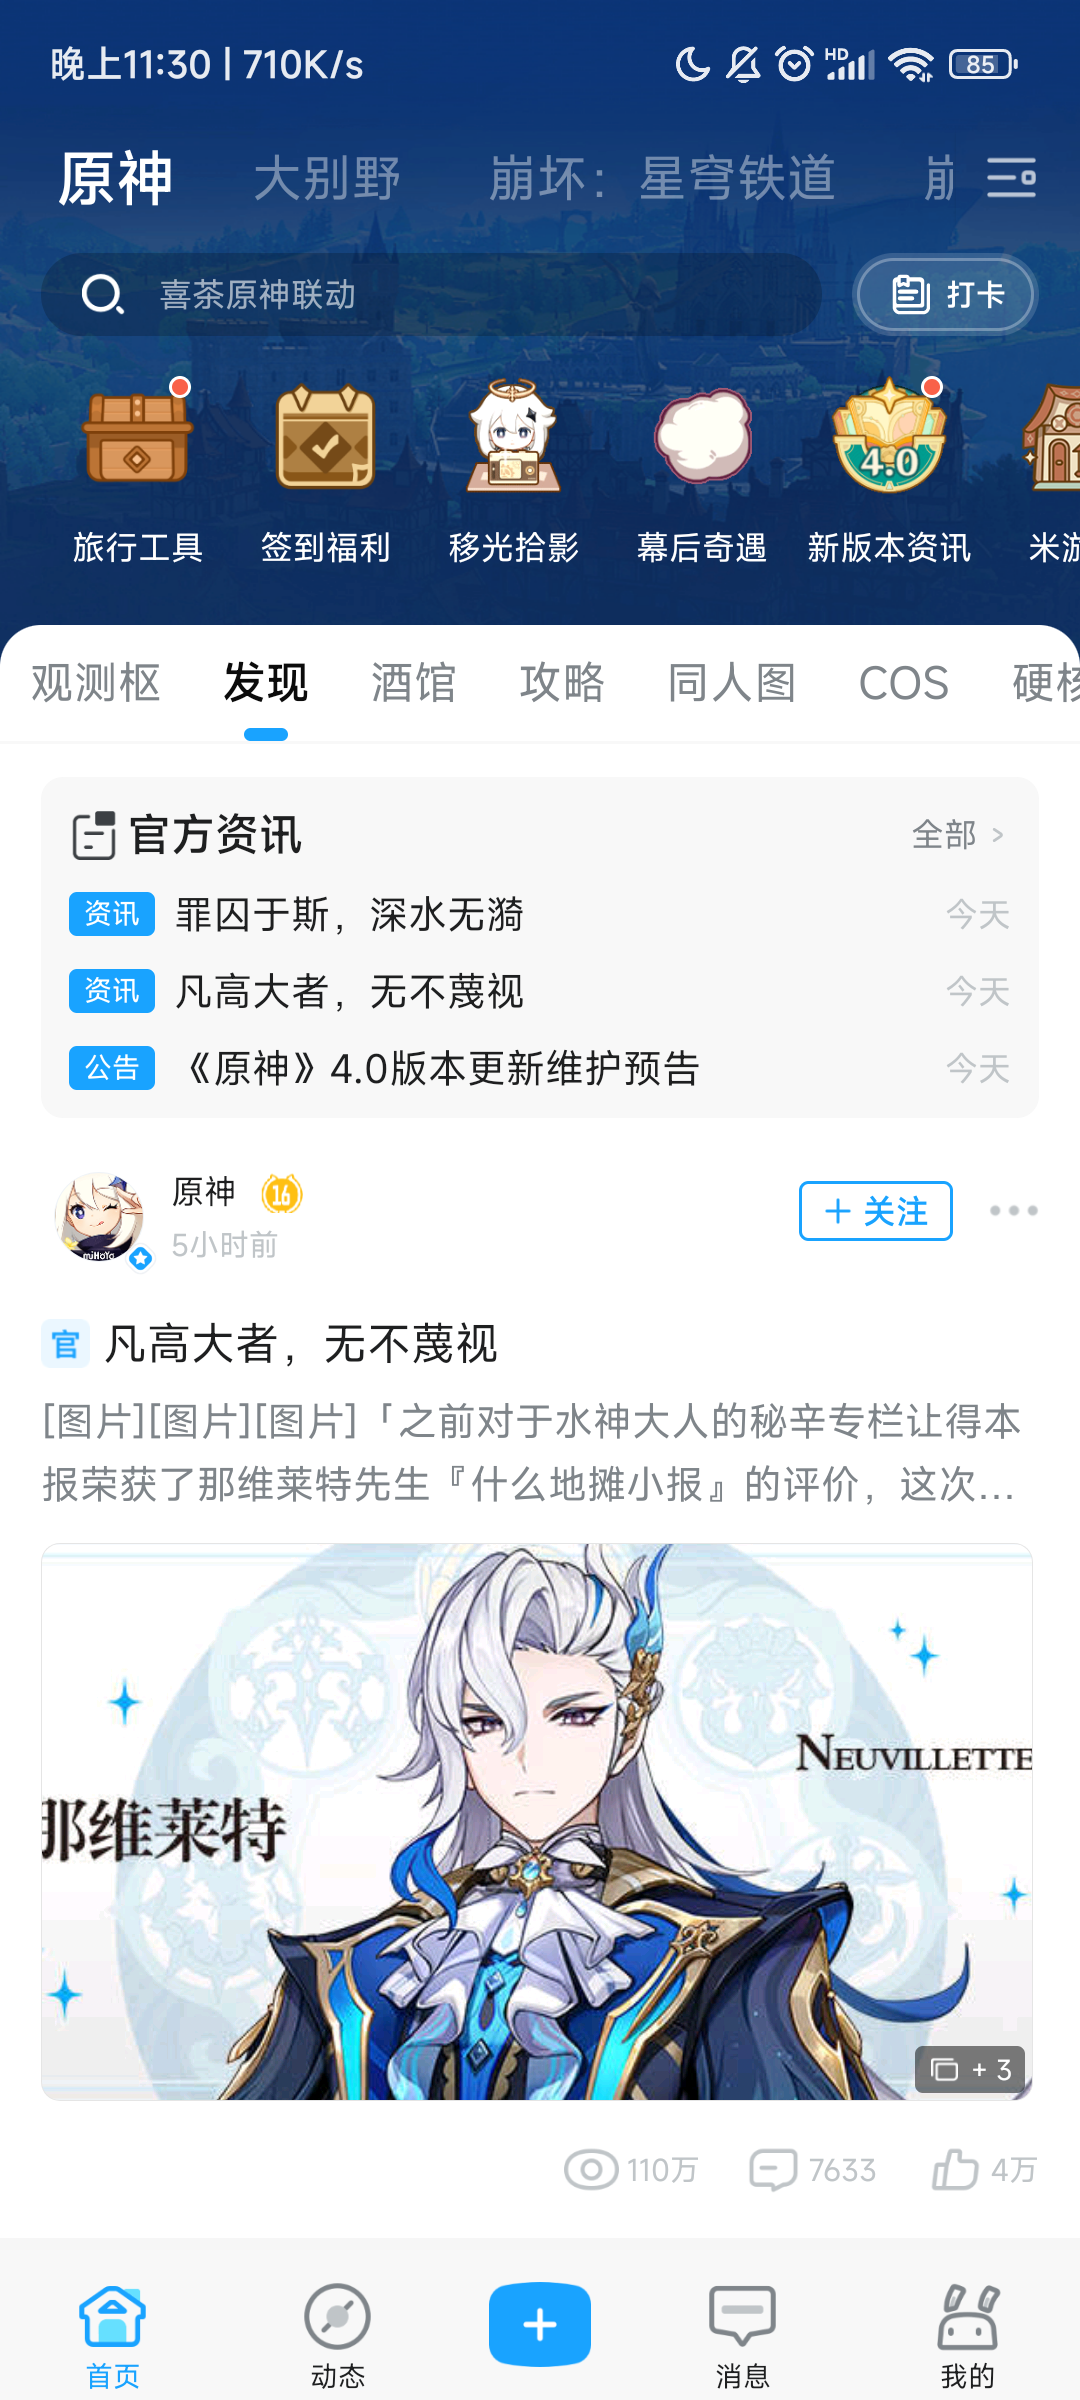 晚上11:30 | 710K/s
HD
85
原神 大别野 崩坏：星穹铁道 崩
喜茶原神联动
打卡
4.0
旅行工具 签到福利 移光拾影 幕后奇遇 新版本资讯 米游
观测枢 发现 酒馆 攻略 同人图 COS 硬核
官方资讯 全部 >
资讯 罪囚于斯，深水无漪 今天
资讯 凡高大者，无不蔑视 今天
公告 《原神》4.0版本更新维护预告 今天
原神 16
5小时前
miHoYo
+ 关注
官 凡高大者，无不蔑视
[图片][图片][图片]「之前对于水神大人的秘辛专栏让得本
报荣获了那维莱特先生『什么地摊小报』的评价，这次...
NEUVILLETTE
那维莱特
+ 3
110万 7633 4万
首页 动态 消息 我的